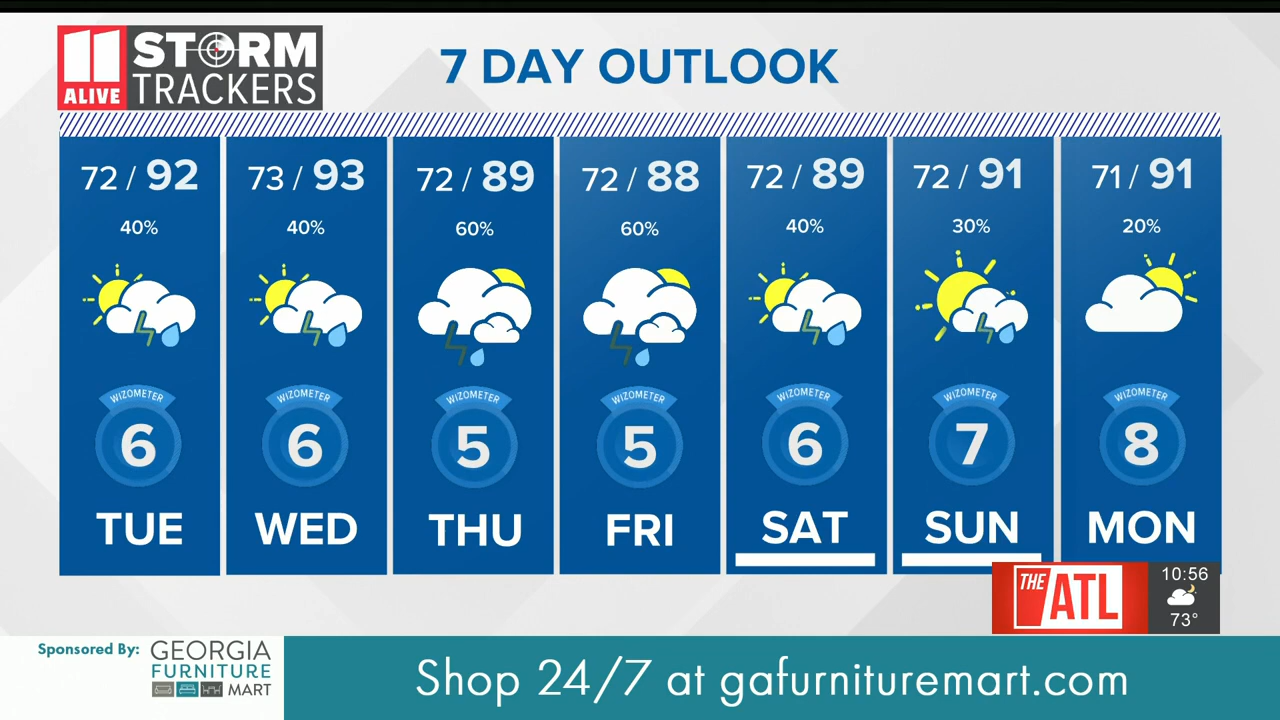 11 ALIVE
STORM
TRACKERS
7 DAY OUTLOOK
72 / 92
40%
WIZOMETER
6
TUE
73 / 93
40%
WIZOMETER
6
WED
72 / 89
60%
WIZOMETER
5
THU
72 / 88
60%
WIZOMETER
5
FRI
72 / 89
40%
WIZOMETER
6
SAT
72 / 91
30%
WIZOMETER
7
SUN
71 / 91
20%
WIZOMETER
8
MON
THE ATL
10:56
73°
Sponsored By:
GEORGIA
FURNITURE
MART
Shop 24/7 at gafurnituremart.com